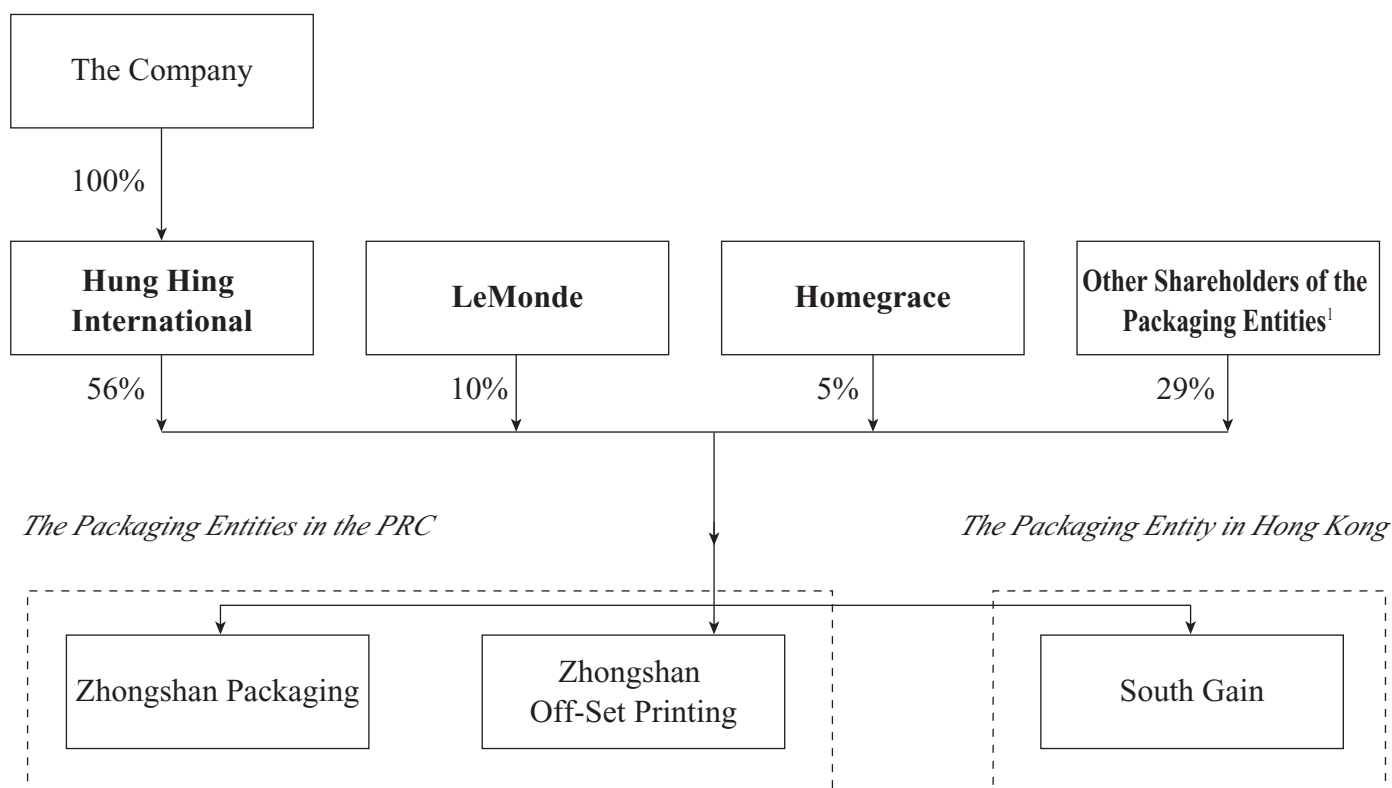 The Company
100%
Hung Hing
International
LeMonde
Homegrace
Other Shareholders of the
Packaging Entities¹
56%
10%
5%
29%
The Packaging Entities in the PRC
The Packaging Entity in Hong Kong
Zhongshan Packaging
Zhongshan
Off-Set Printing
South Gain